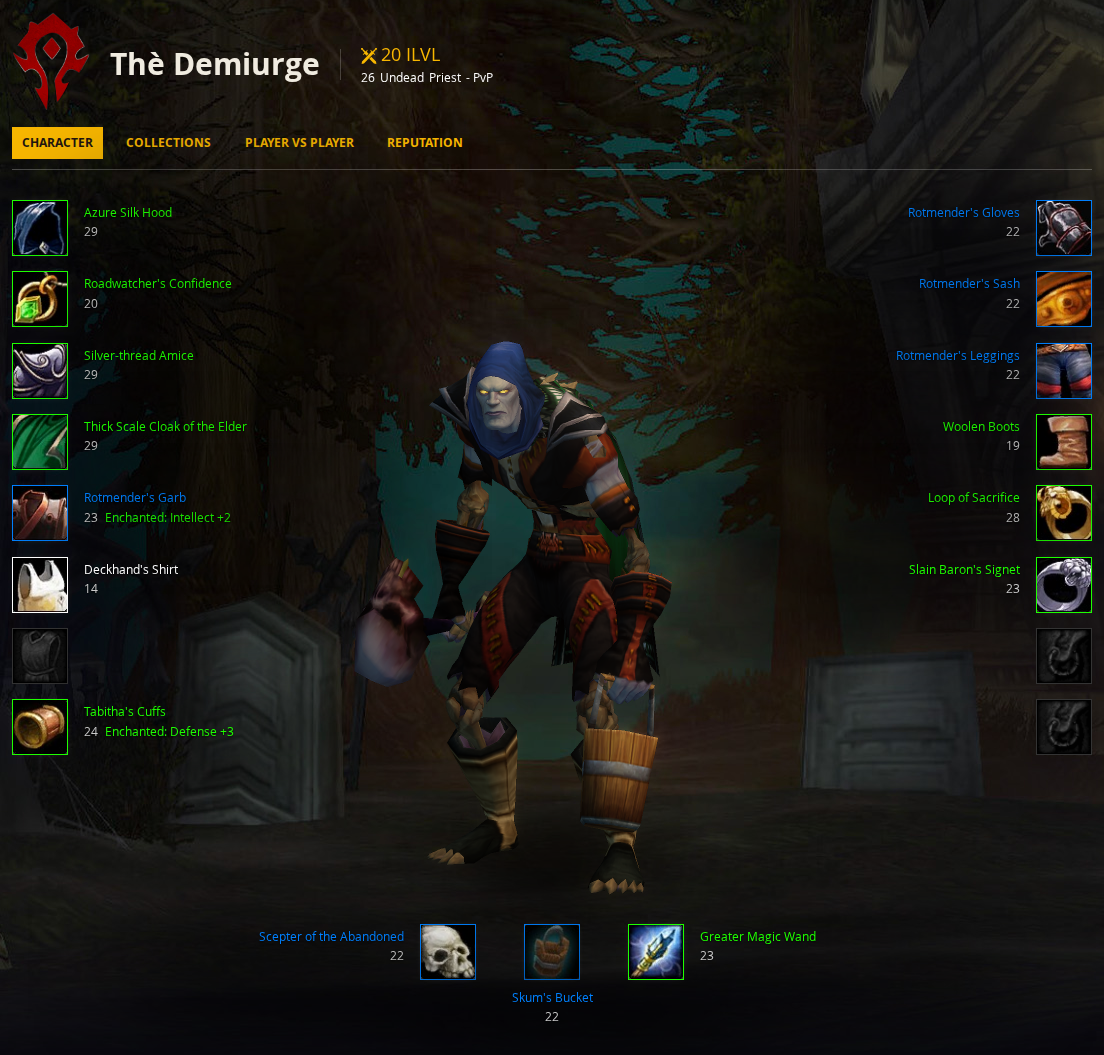 Thè Demiurge
20 ILVL
26 Undead Priest - PvP
CHARACTER
COLLECTIONS
PLAYER VS PLAYER
REPUTATION
Azure Silk Hood
29
Roadwatcher's Confidence
20
Silver-thread Amice
29
Thick Scale Cloak of the Elder
29
Rotmender's Garb
23 Enchanted: Intellect +2
Deckhand's Shirt
14
Tabitha's Cuffs
24 Enchanted: Defense +3
Rotmender's Gloves
22
Rotmender's Sash
22
Rotmender's Leggings
22
Woolen Boots
19
Loop of Sacrifice
28
Slain Baron's Signet
23
Scepter of the Abandoned
22
Skum's Bucket
22
Greater Magic Wand
23